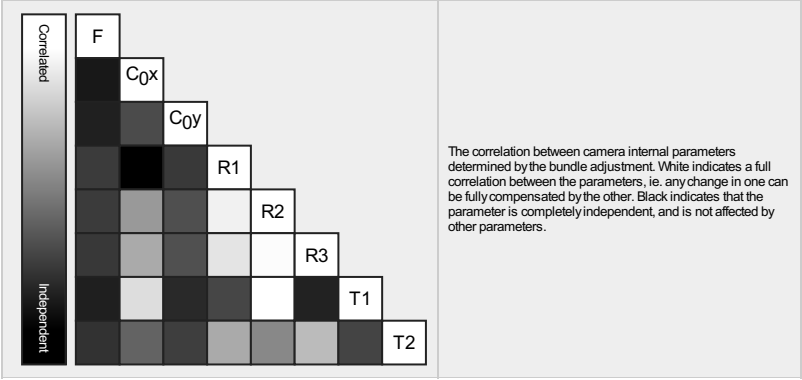 Correlated
Independent
F
C0x
C0y
R1
R2
R3
T1
T2
The correlation between camera internal parameters
determined by the bundle adjustment. White indicates a full
correlation between the parameters, ie. any change in one can
be fully compensated by the other. Black indicates that the
parameter is completely independent, and is not affected by
other parameters.